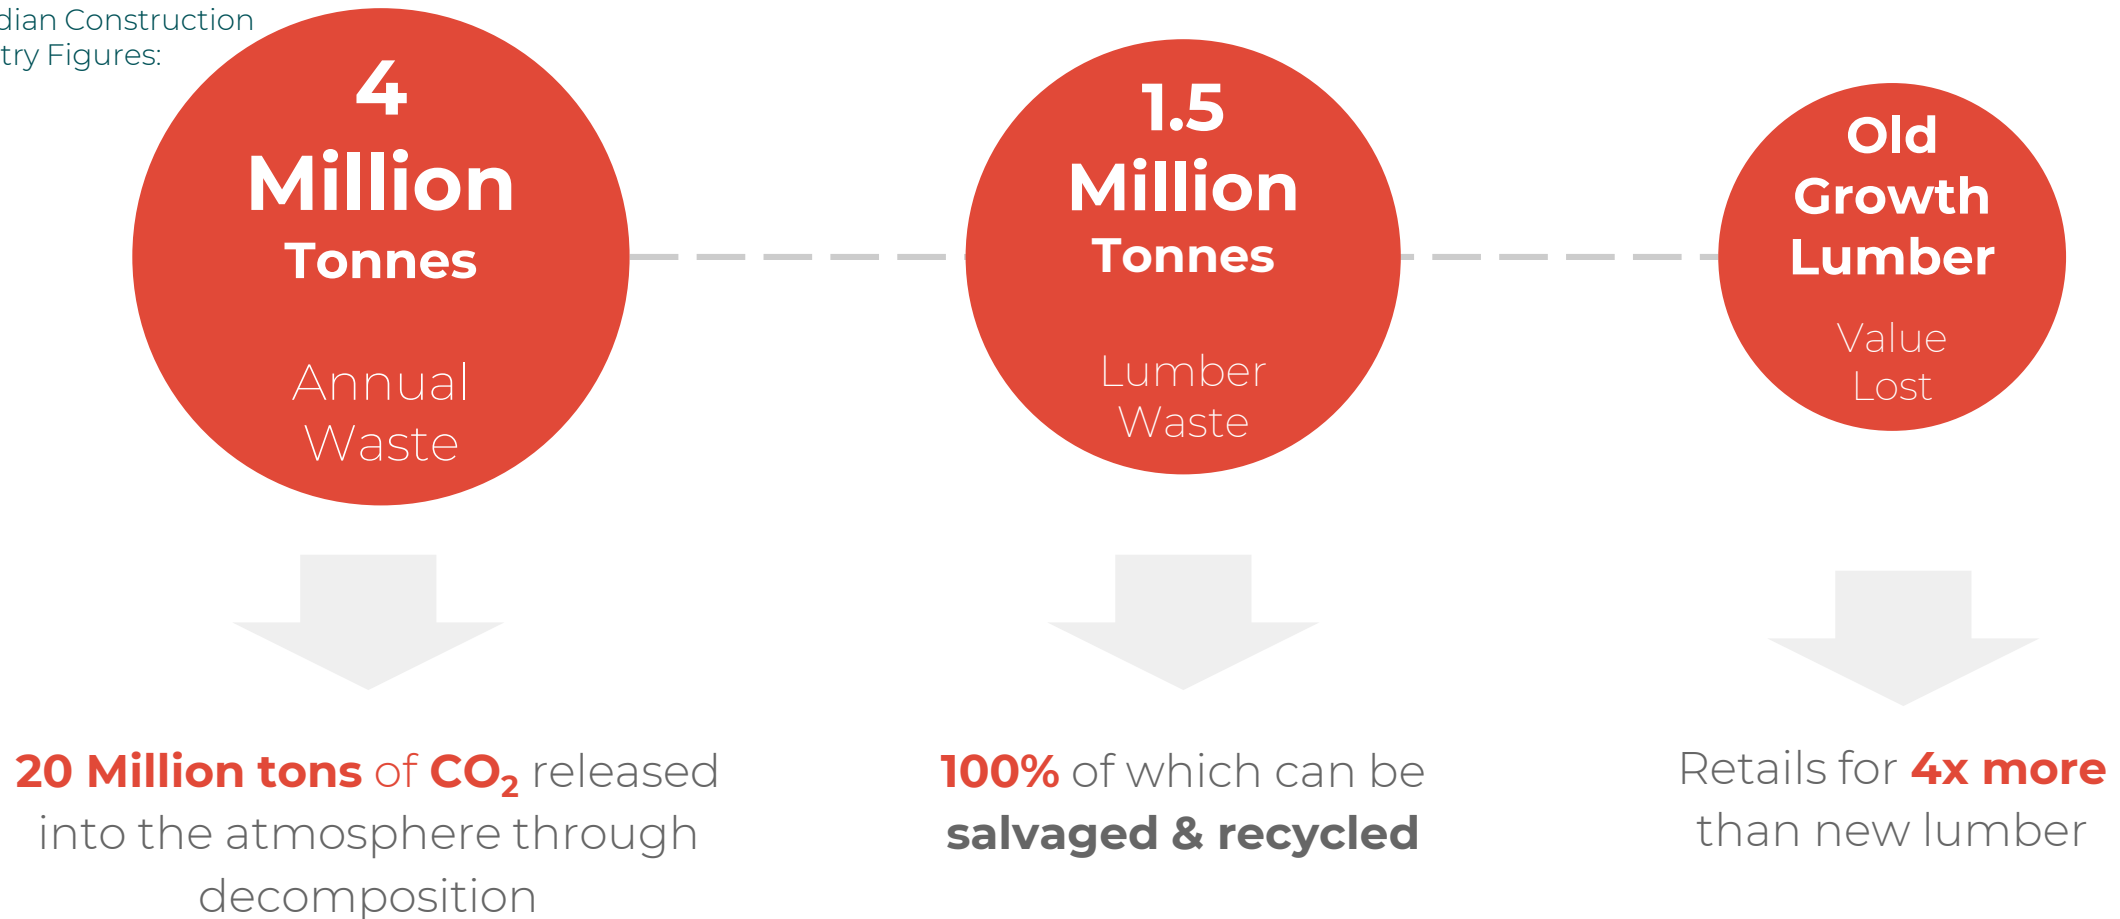 dian Construction
try Figures:
4
Million
Tonnes
Annual
Waste
1.5
Million
Tonnes
Lumber
Waste
Old
Growth
Lumber
Value
Lost
20 Million tons of CO₂ released
into the atmosphere through
decomposition
100% of which can be
salvaged & recycled
Retails for 4x more
than new lumber